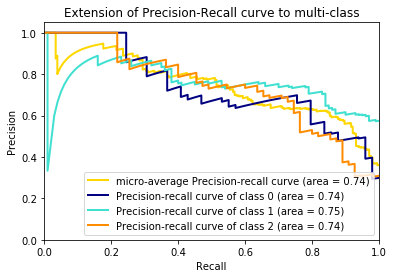 Extension of Precision-Recall curve to multi-class
1.0
0.8
0.6
0.4
0.2
0.0
Precision
micro-average Precision-recall curve (area = 0.74)
Precision-recall curve of class 0 (area = 0.74)
Precision-recall curve of class 1 (area = 0.75)
Precision-recall curve of class 2 (area = 0.74)
0.0 0.2 0.4 0.6 0.8 1.0
Recall